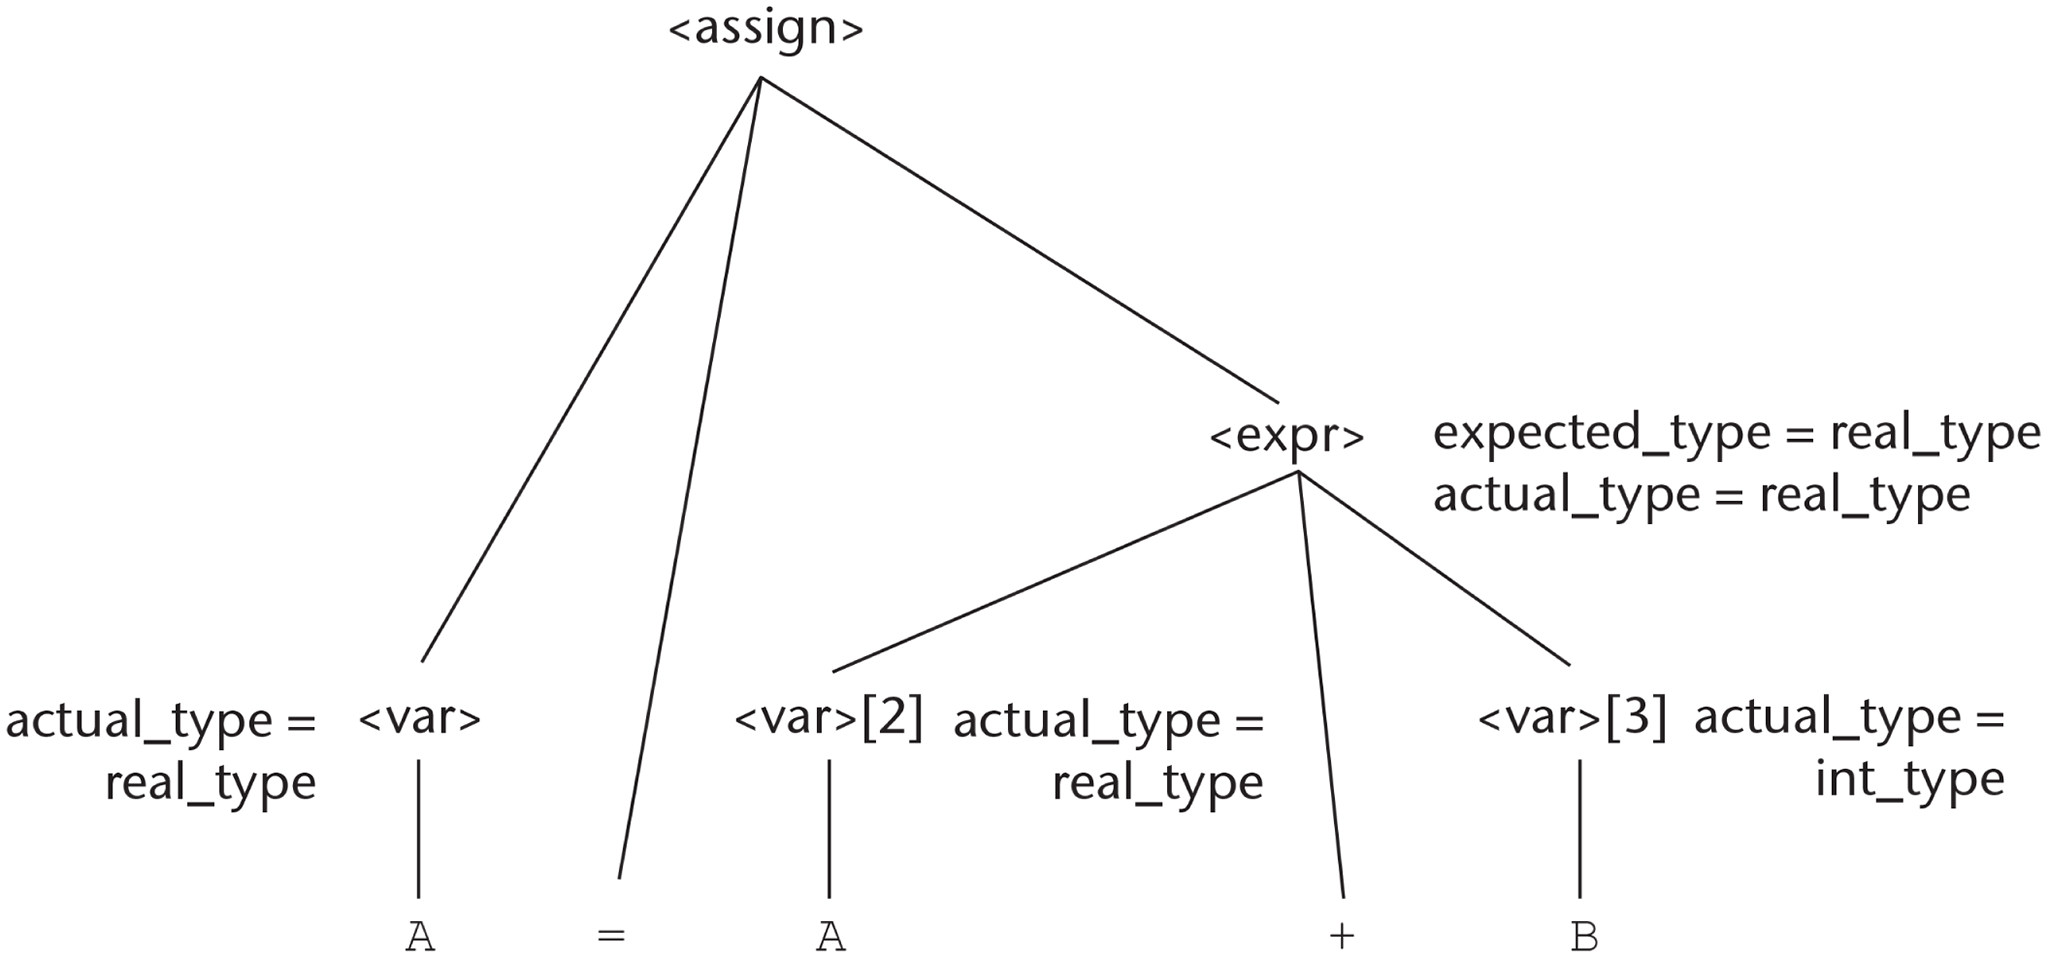 <assign>
<expr> expected_type = real_type
actual_type = real_type
actual_type = <var> <var>[2] actual_type = <var>[3] actual_type =
real_type real_type int_type
A = A + B